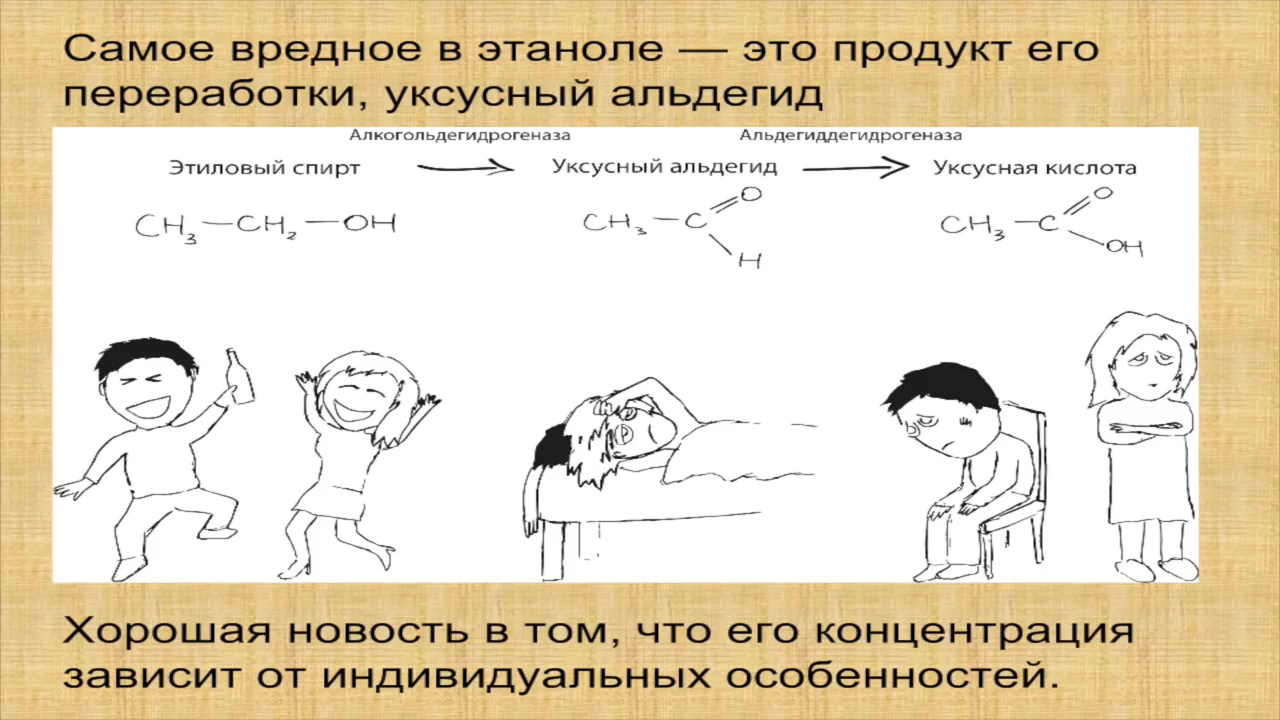 Самое вредное в этаноле — это продукт его
переработки, уксусный альдегид
Алкогольдегидрогеназа Альдегиддегидрогеназа
Этиловый спирт Уксусный альдегид Уксусная кислота
CH₃—CH₂—OH CH₃—C=O H CH₃—C=O OH
Хорошая новость в том, что его концентрация
зависит от индивидуальных особенностей.